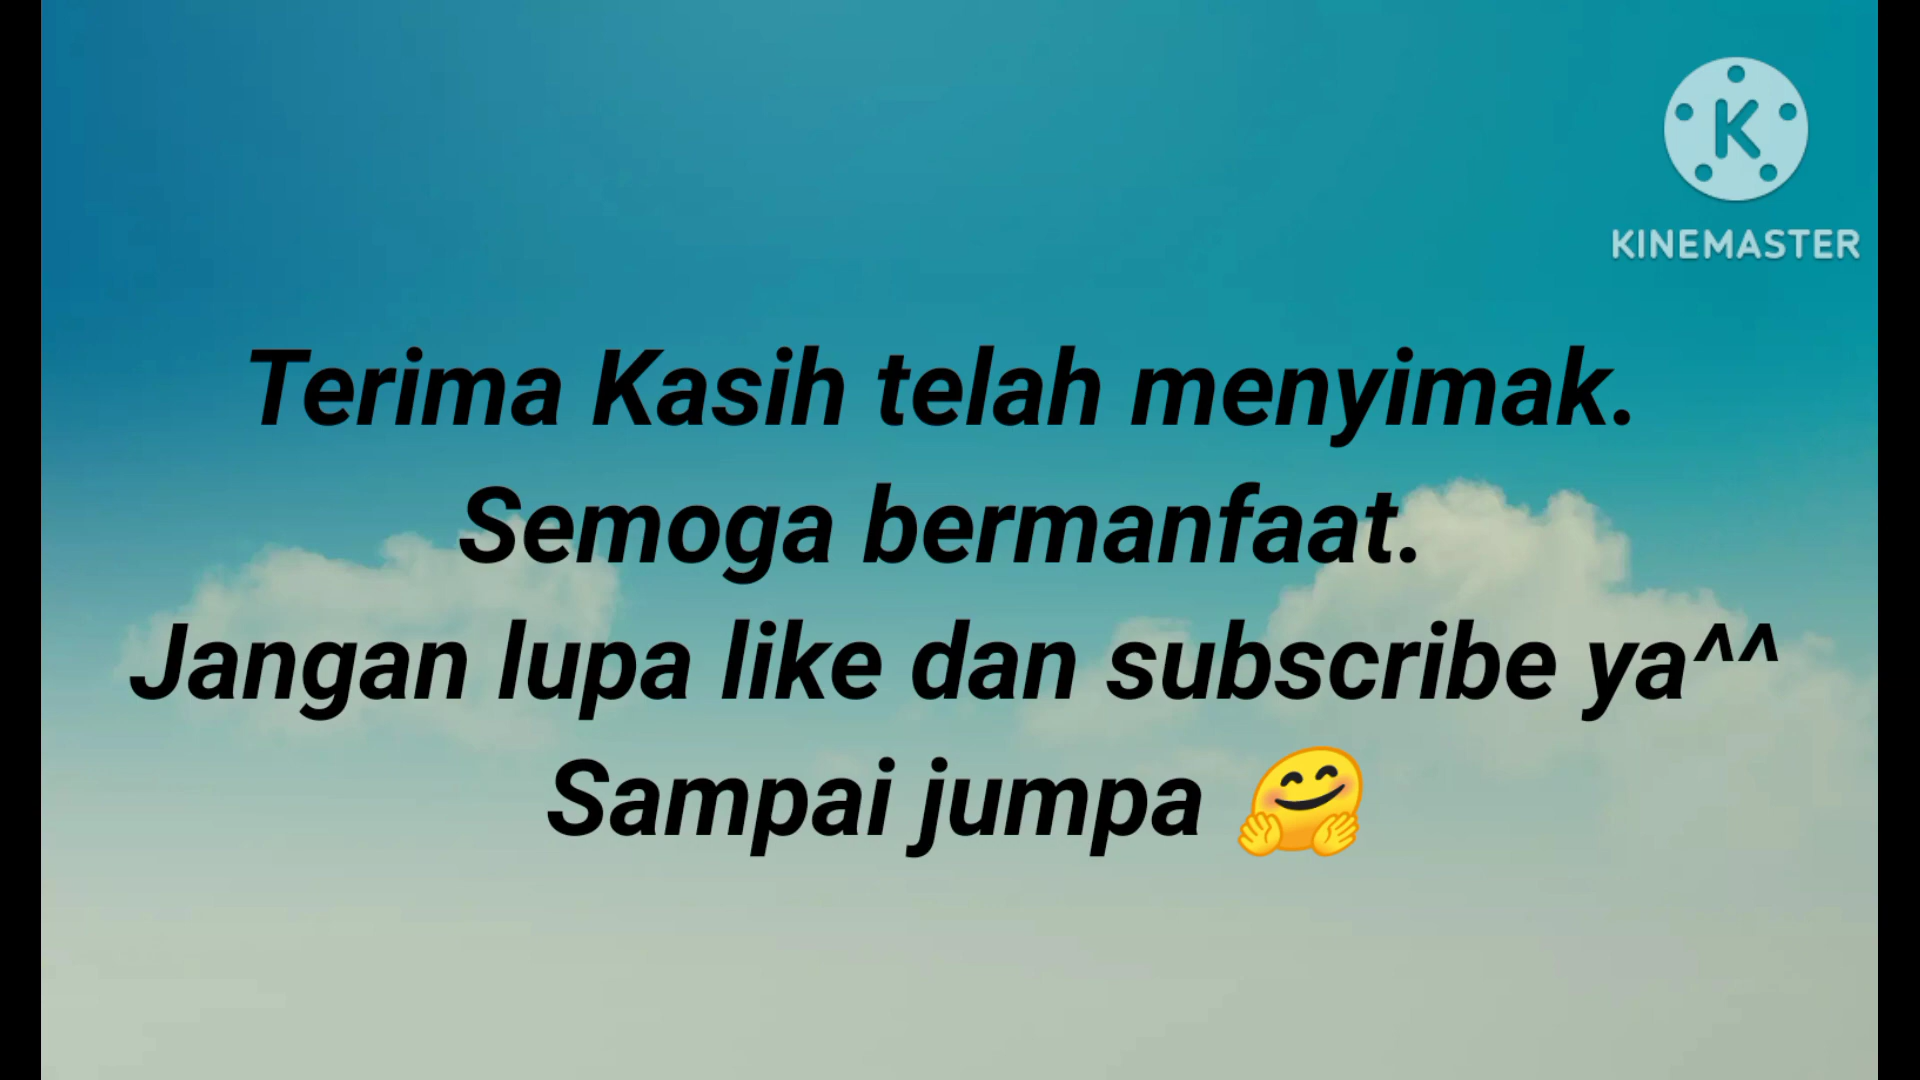 KINEMASTER
Terima Kasih telah menyimak.
Semoga bermanfaat.
Jangan lupa like dan subscribe ya^^
Sampai jumpa 🤗